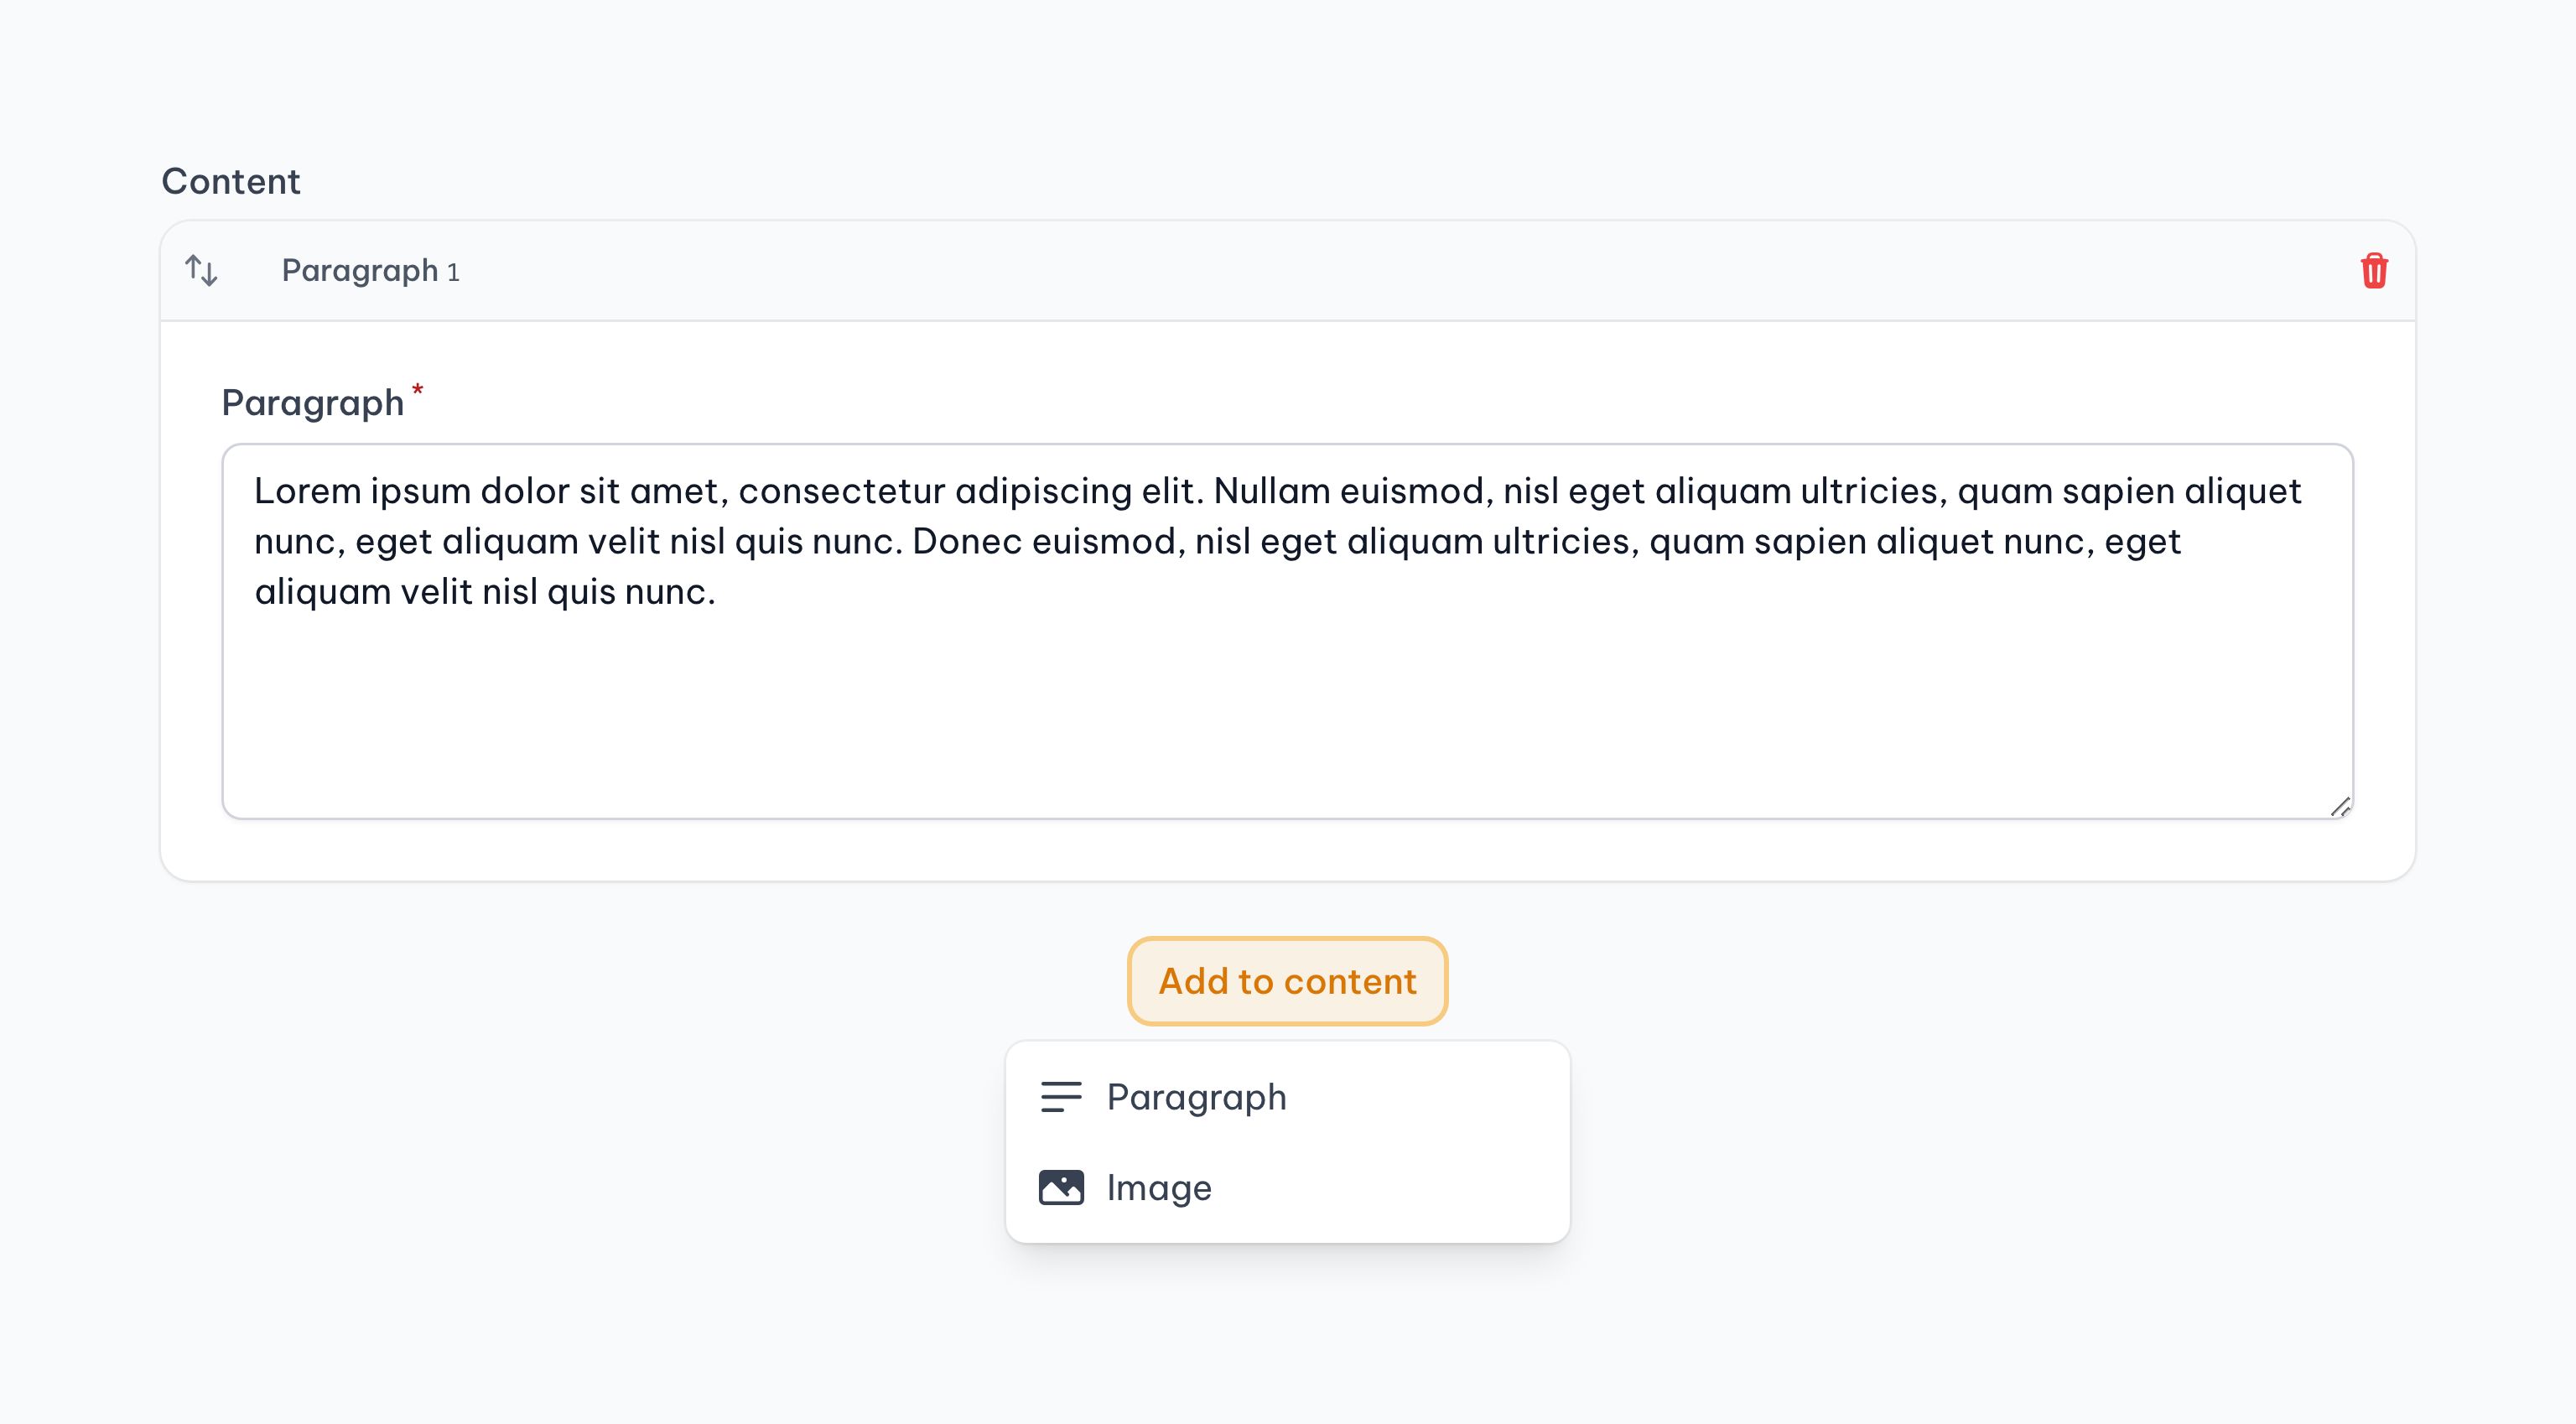 Content
Paragraph 1
Paragraph*
Lorem ipsum dolor sit amet, consectetur adipiscing elit. Nullam euismod, nisl eget aliquam ultricies, quam sapien aliquet
nunc, eget aliquam velit nisl quis nunc. Donec euismod, nisl eget aliquam ultricies, quam sapien aliquet nunc, eget
aliquam velit nisl quis nunc.
Add to content
Paragraph
Image